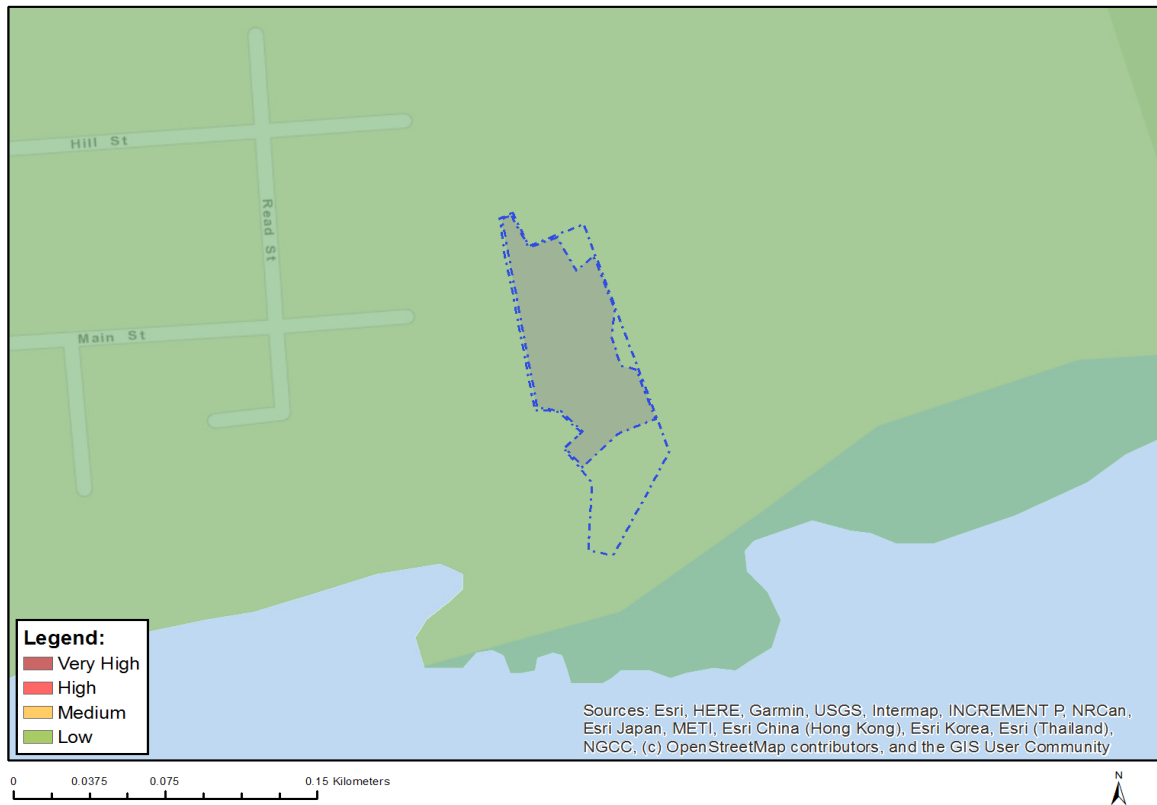 Hill St
Read St
Main St
Legend:
Very High
High
Medium
Low
Sources: Esri, HERE, Garmin, USGS, Intermap, INCREMENT P, NRCan,
Esri Japan, METI, Esri China (Hong Kong), Esri Korea, Esri (Thailand),
NGCC, (c) OpenStreetMap contributors, and the GIS User Community
0 0.0375 0.075 0.15 Kilometers
N